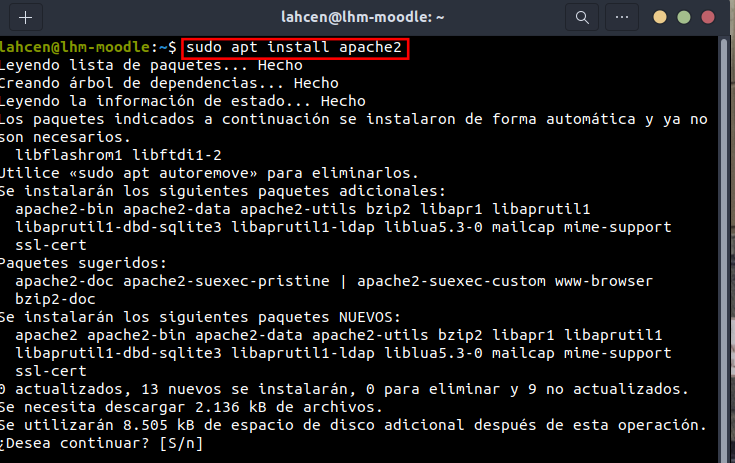 lahcen@lhm-moodle: ~
lahcen@lhm-moodle:~$ sudo apt install apache2
Leyendo lista de paquetes... Hecho
Creando árbol de dependencias... Hecho
Leyendo la información de estado... Hecho
Los paquetes indicados a continuación se instalaron de forma automática y ya no
son necesarios.
libflashrom1 libftdi1-2
Utilice «sudo apt autoremove» para eliminarlos.
Se instalarán los siguientes paquetes adicionales:
apache2-bin apache2-data apache2-utils bzip2 libapr1 libaprutil1
libaprutil1-dbd-sqlite3 libaprutil1-ldap liblua5.3-0 mailcap mime-support
ssl-cert
Paquetes sugeridos:
apache2-doc apache2-suexec-pristine | apache2-suexec-custom www-browser
bzip2-doc
Se instalarán los siguientes paquetes NUEVOS:
apache2 apache2-bin apache2-data apache2-utils bzip2 libapr1 libaprutil1
libaprutil1-dbd-sqlite3 libaprutil1-ldap liblua5.3-0 mailcap mime-support
ssl-cert
0 actualizados, 13 nuevos se instalarán, 0 para eliminar y 9 no actualizados.
Se necesita descargar 2.136 kB de archivos.
Se utilizarán 8.505 kB de espacio de disco adicional después de esta operación.
¿Desea continuar? [S/n]